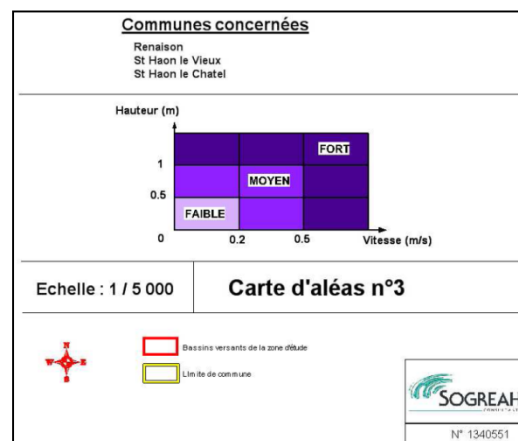 Communes concernées
Renaison
St Haon le Vieux
St Haon le Chatel
Hauteur (m)
FORT
1
MOYEN
0.5
FAIBLE
0
0.2
0.5
Vitesse (m/s)
Echelle : 1 / 5 000
Carte d'aléas n°3
N
W
E
S
Bassins versants de la zone d'étude
Limite de commune
SOGREAH
N° 1340551